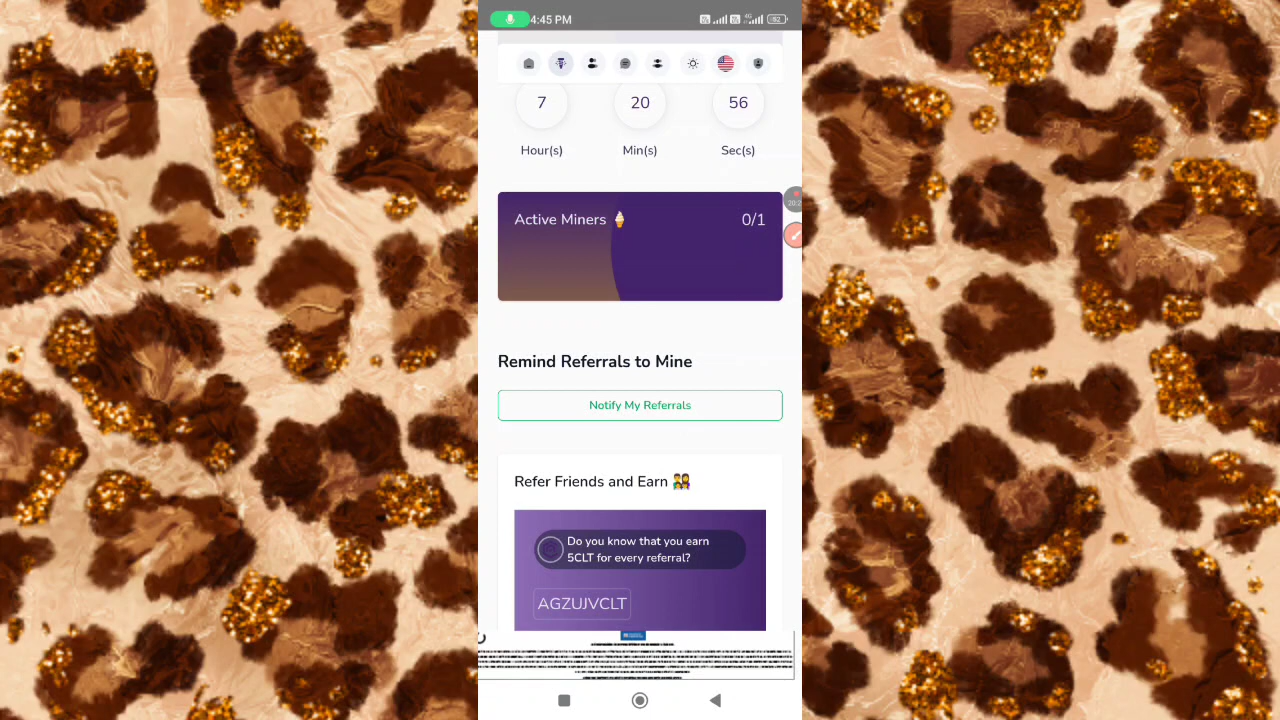 4:45 PM
52
7 20 56
Hour(s) Min(s) Sec(s)
Active Miners 0/1
Remind Referrals to Mine
Notify My Referrals
Refer Friends and Earn
Do you know that you earn
5CLT for every referral?
AGZUJVCLT